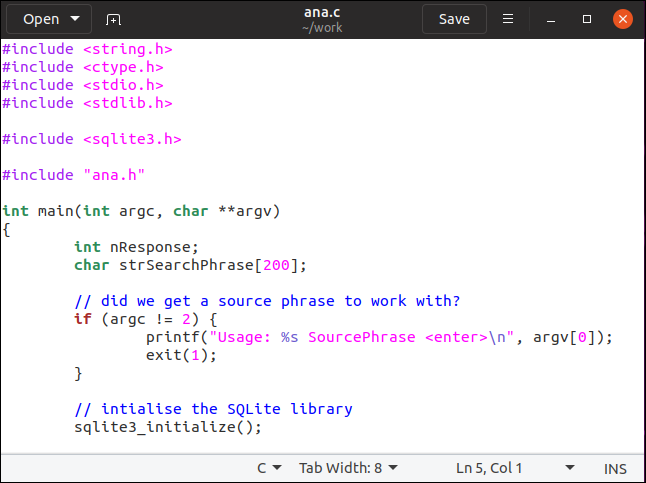 Open
ana.c
~/work
Save
#include <string.h>
#include <ctype.h>
#include <stdio.h>
#include <stdlib.h>
#include <sqlite3.h>
#include "ana.h"
int main(int argc, char **argv)
{
int nResponse;
char strSearchPhrase[200];
// did we get a source phrase to work with?
if (argc != 2) {
printf("Usage: %s SourcePhrase <enter>\n", argv[0]);
exit(1);
}
// intialise the SQLite library
sqlite3_initialize();
C Tab Width: 8 Ln 5, Col 1 INS